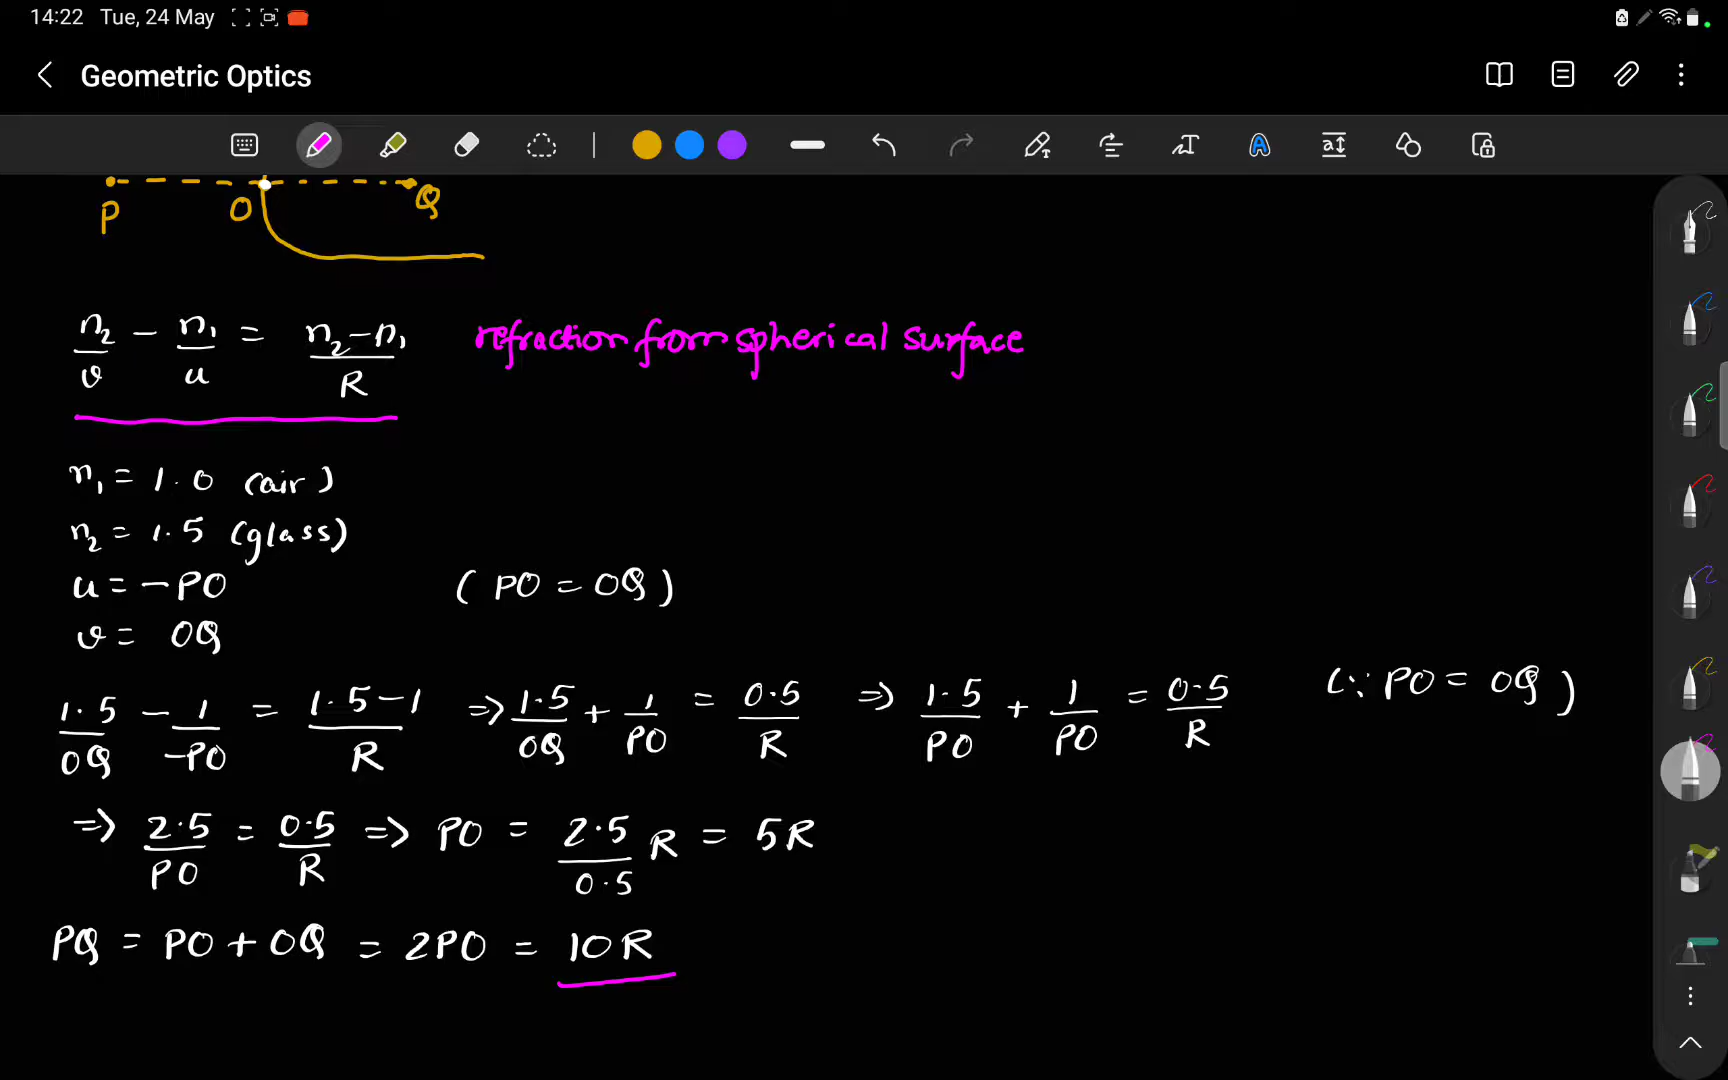 14:22 Tue, 24 May
Geometric Optics
P O Q
n₂/v - n₁/u = n₂-n₁/R refraction from spherical surface
n₁ = 1.0 (air)
n₂ = 1.5 (glass)
u = -PO (PO = OQ)
v = OQ
1.5/OQ - 1/-PO = 1.5-1/R ⇒ 1.5/OQ + 1/PO = 0.5/R ⇒ 1.5/PO + 1/PO = 0.5/R (∵ PO = OQ)
⇒ 2.5/PO = 0.5/R ⇒ PO = 2.5/0.5 R = 5R
PQ = PO + OQ = 2PO = 10R